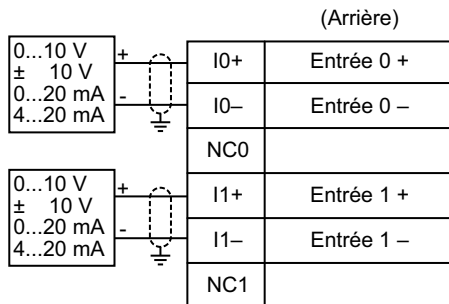 (Arrière)
0...10 V
± 10 V
0...20 mA
4...20 mA
+
-
I0+ Entrée 0 +
I0– Entrée 0 –
NC0
0...10 V
± 10 V
0...20 mA
4...20 mA
+
-
I1+ Entrée 1 +
I1– Entrée 1 –
NC1